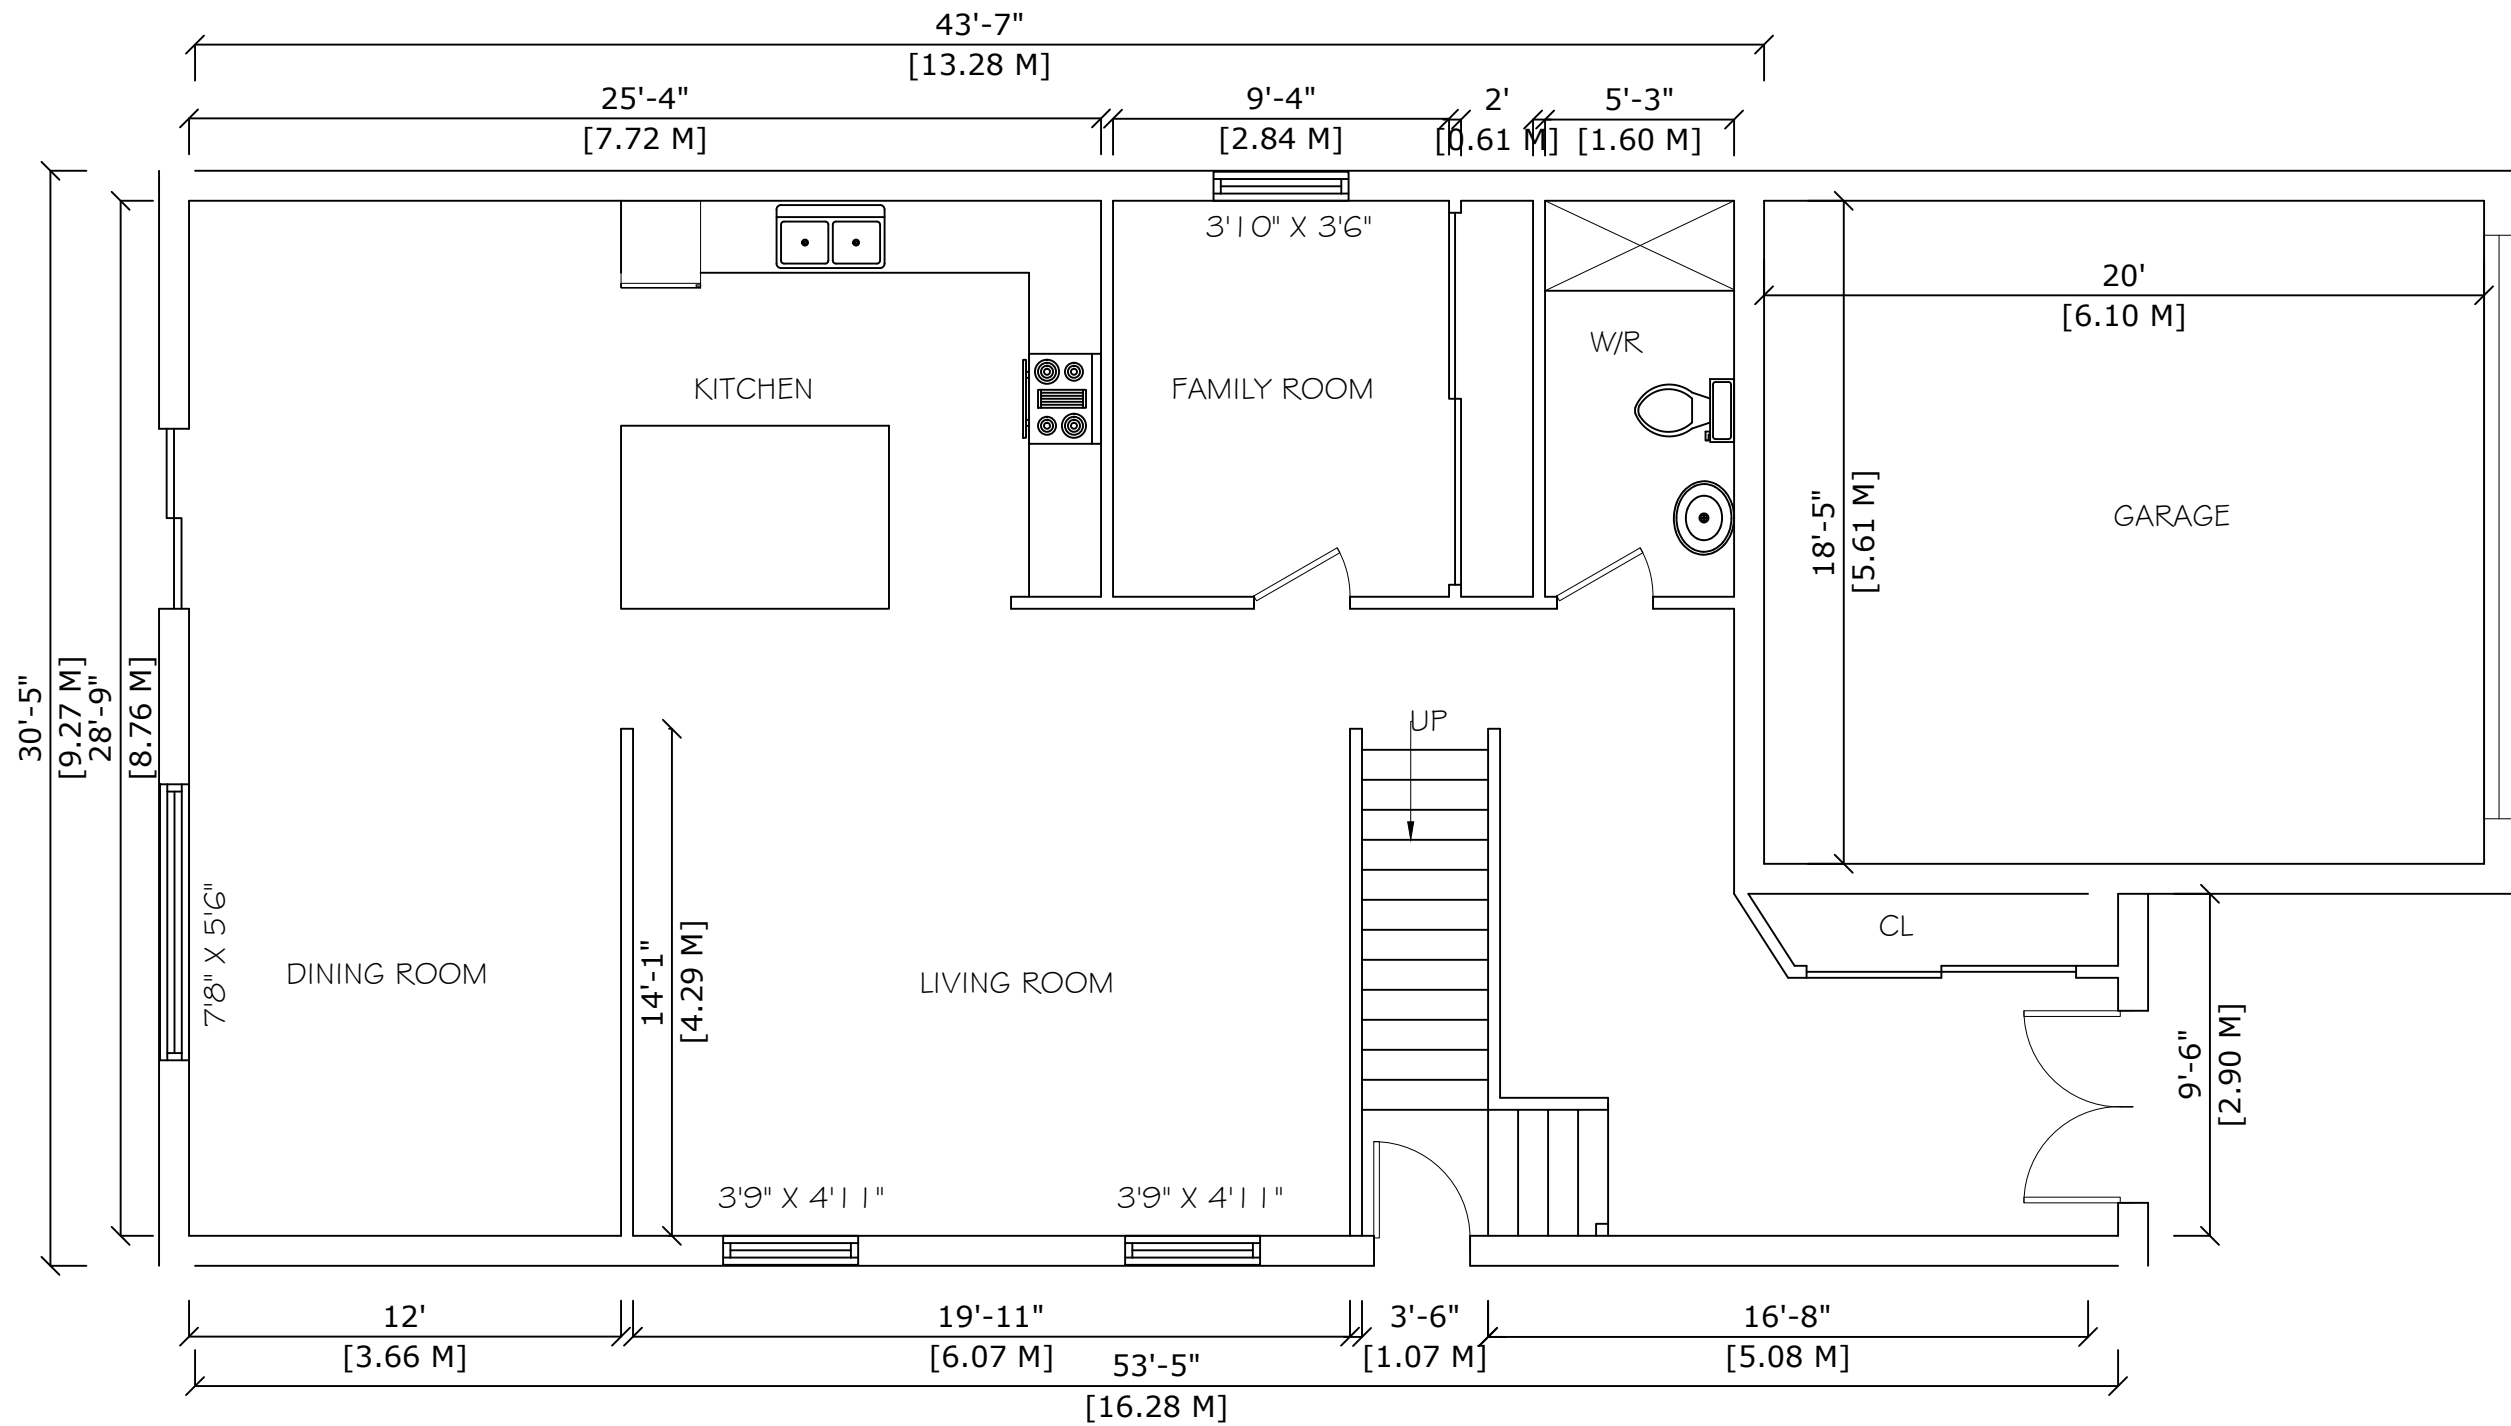 43'-7"
[13.28 M]
25'-4"
[7.72 M]
9'-4"
[2.84 M]
2'
[0.61 M]
5'-3"
[1.60 M]
3'10" X 3'6"
20'
[6.10 M]
W/R
KITCHEN
FAMILY ROOM
GARAGE
18'-5"
[5.61 M]
30'-5"
[9.27 M]
28'-9"
[8.76 M]
UP
7'8" X 5'6"
DINING ROOM
14'-1"
[4.29 M]
LIVING ROOM
CL
9'-6"
[2.90 M]
3'9" X 4'11"
3'9" X 4'11"
12'
[3.66 M]
19'-11"
[6.07 M]
3'-6"
[1.07 M]
16'-8"
[5.08 M]
53'-5"
[16.28 M]